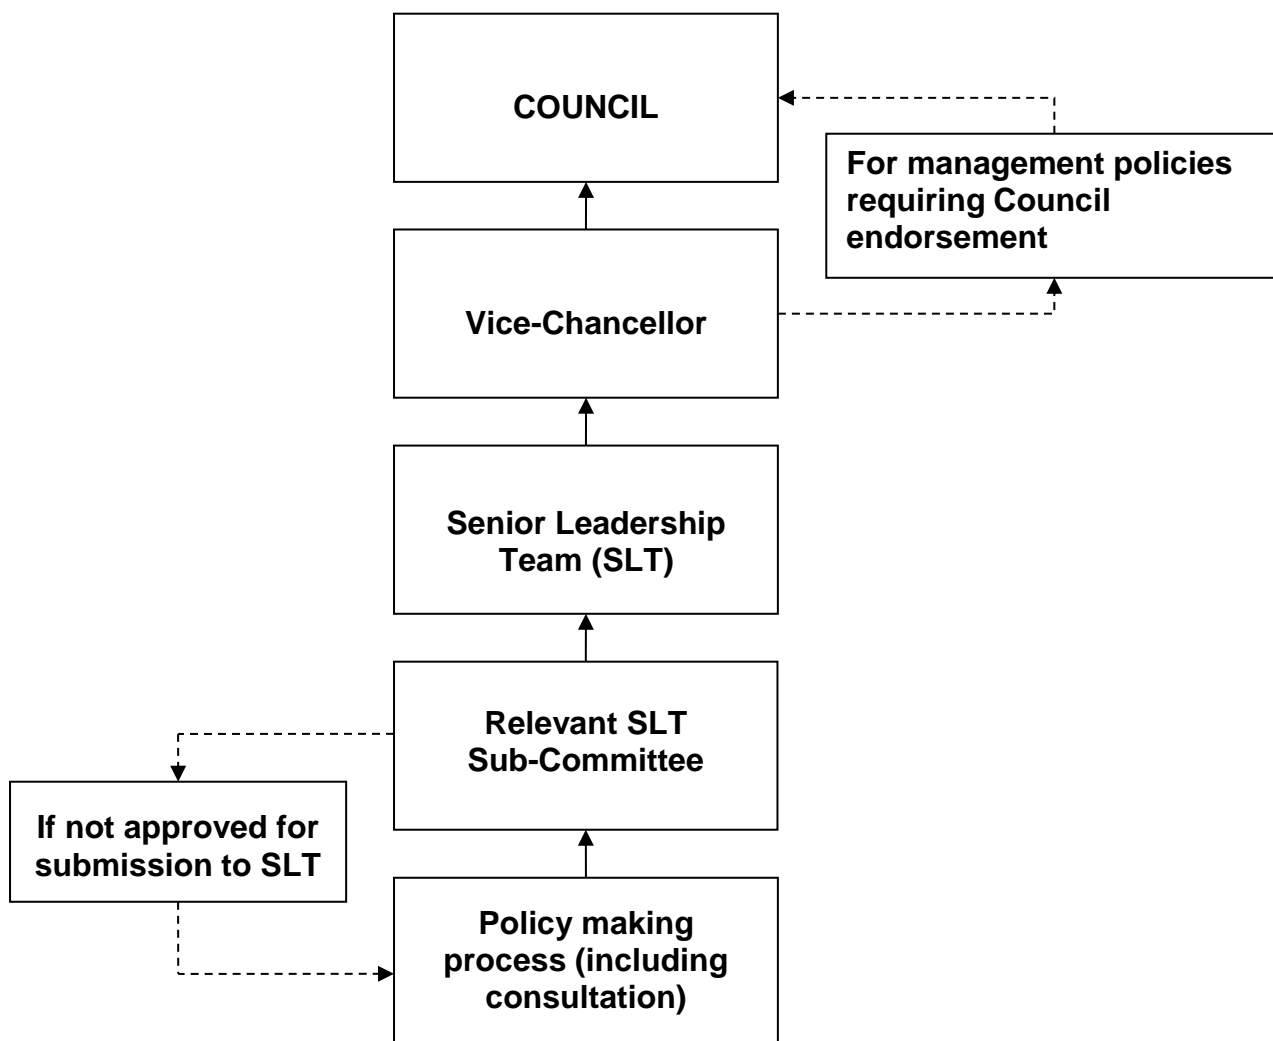 COUNCIL
For management policies
requiring Council
endorsement
Vice-Chancellor
Senior Leadership
Team (SLT)
Relevant SLT
Sub-Committee
If not approved for
submission to SLT
Policy making
process (including
consultation)